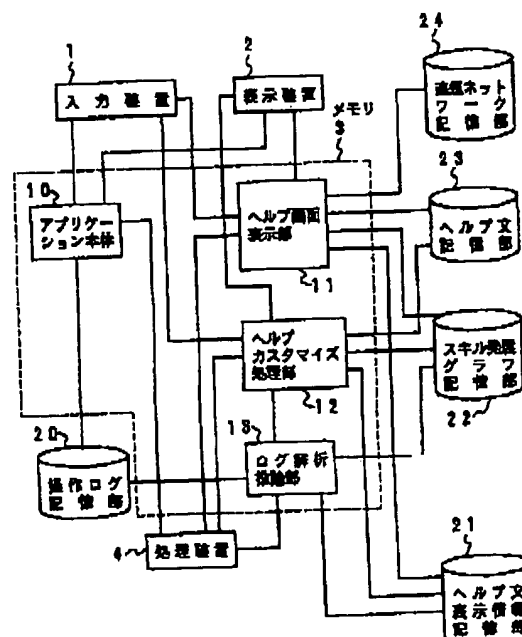 24
2
1
連想ネット
ワーク
記憶部
入力装置
表示装置
メモリ
3
10
23
アプリケー
ション本体
ヘルプ画面
表示部
ヘルプ文
記憶部
11
ヘルプ
カスタマイズ
処理部
スキル発展
グラフ
記憶部
12
22
20
13
ログ解析
推論部
操作ログ
記憶部
21
4
処理装置
ヘルプ文
表示情報
記憶部